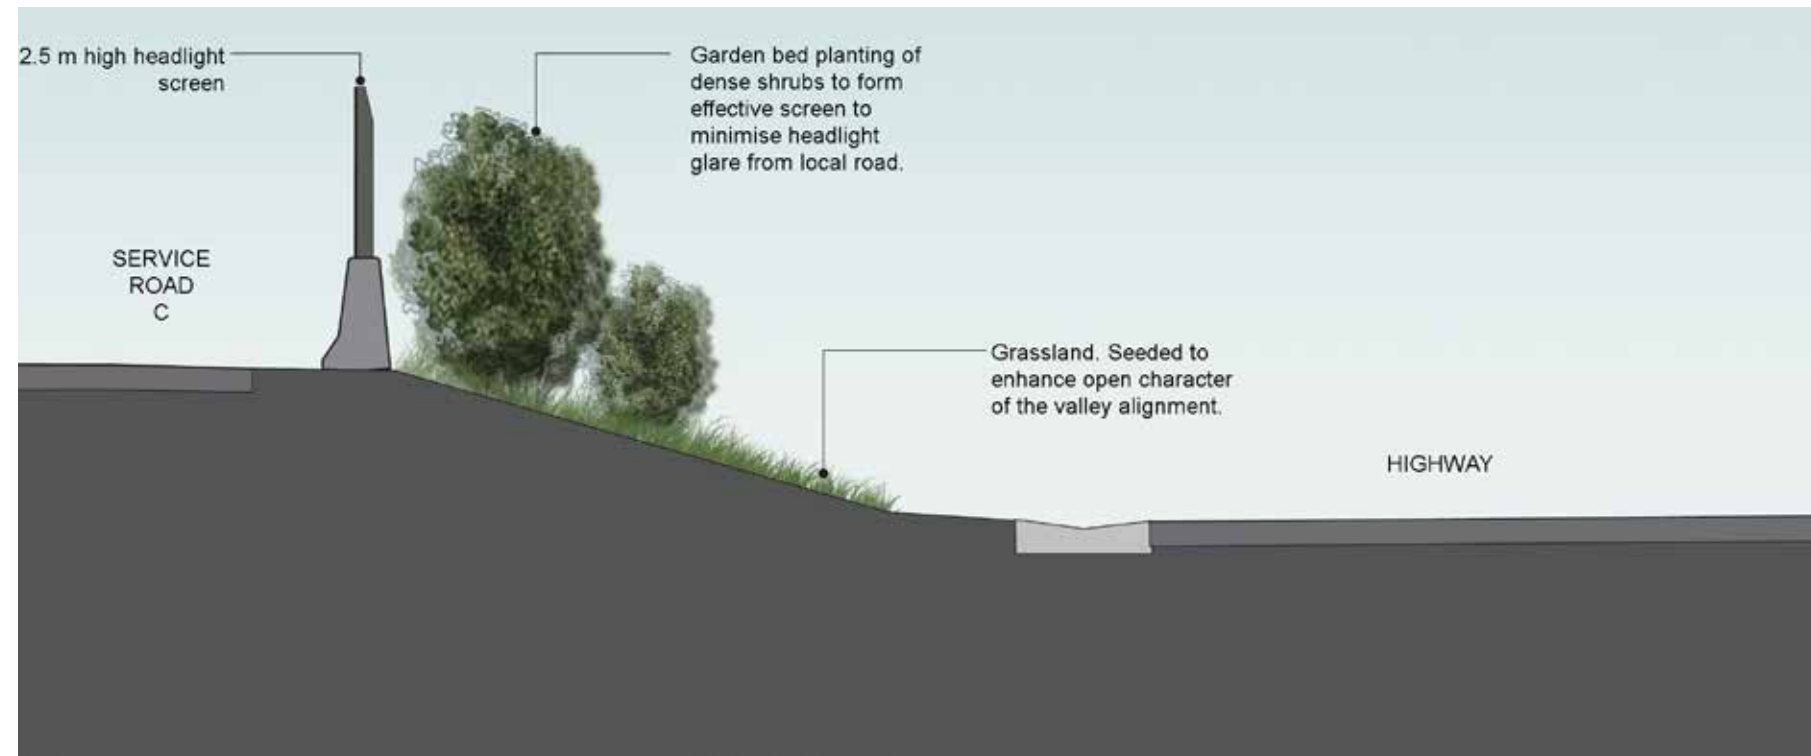 2.5 m high headlight
screen
Garden bed planting of
dense shrubs to form
effective screen to
minimise headlight
glare from local road.
SERVICE
ROAD
C
Grassland. Seeded to
enhance open character
of the valley alignment.
HIGHWAY